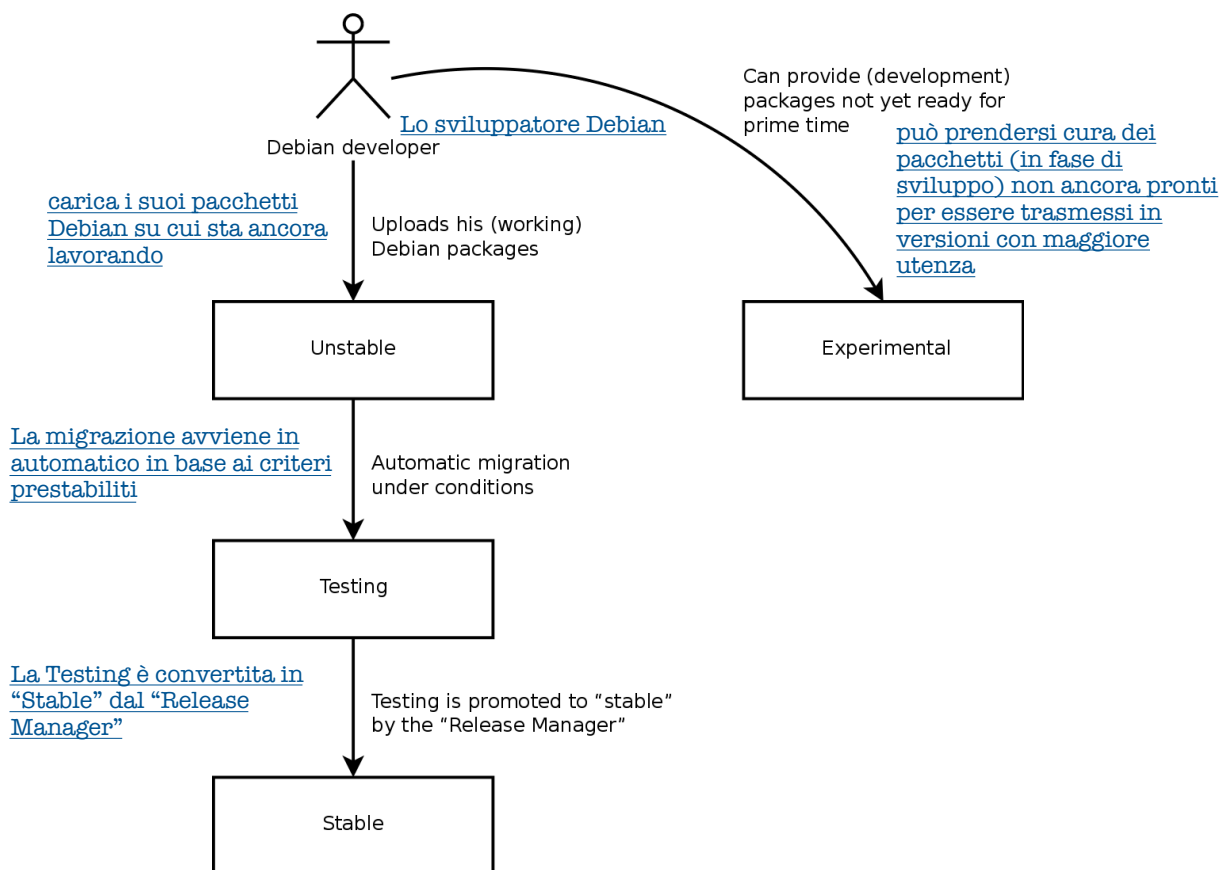 Can provide (development)
packages not yet ready for
prime time
Lo sviluppatore Debian
può prendersi cura dei
pacchetti (in fase di
sviluppo) non ancora pronti
per essere trasmessi in
versioni con maggiore
utenza
Debian developer
carica i suoi pacchetti
Debian su cui sta ancora
lavorando
Uploads his (working)
Debian packages
Unstable
Experimental
La migrazione avviene in
automatico in base ai criteri
prestabiliti
Automatic migration
under conditions
Testing
La Testing è convertita in
“Stable” dal “Release
Manager”
Testing is promoted to “stable”
by the “Release Manager”
Stable